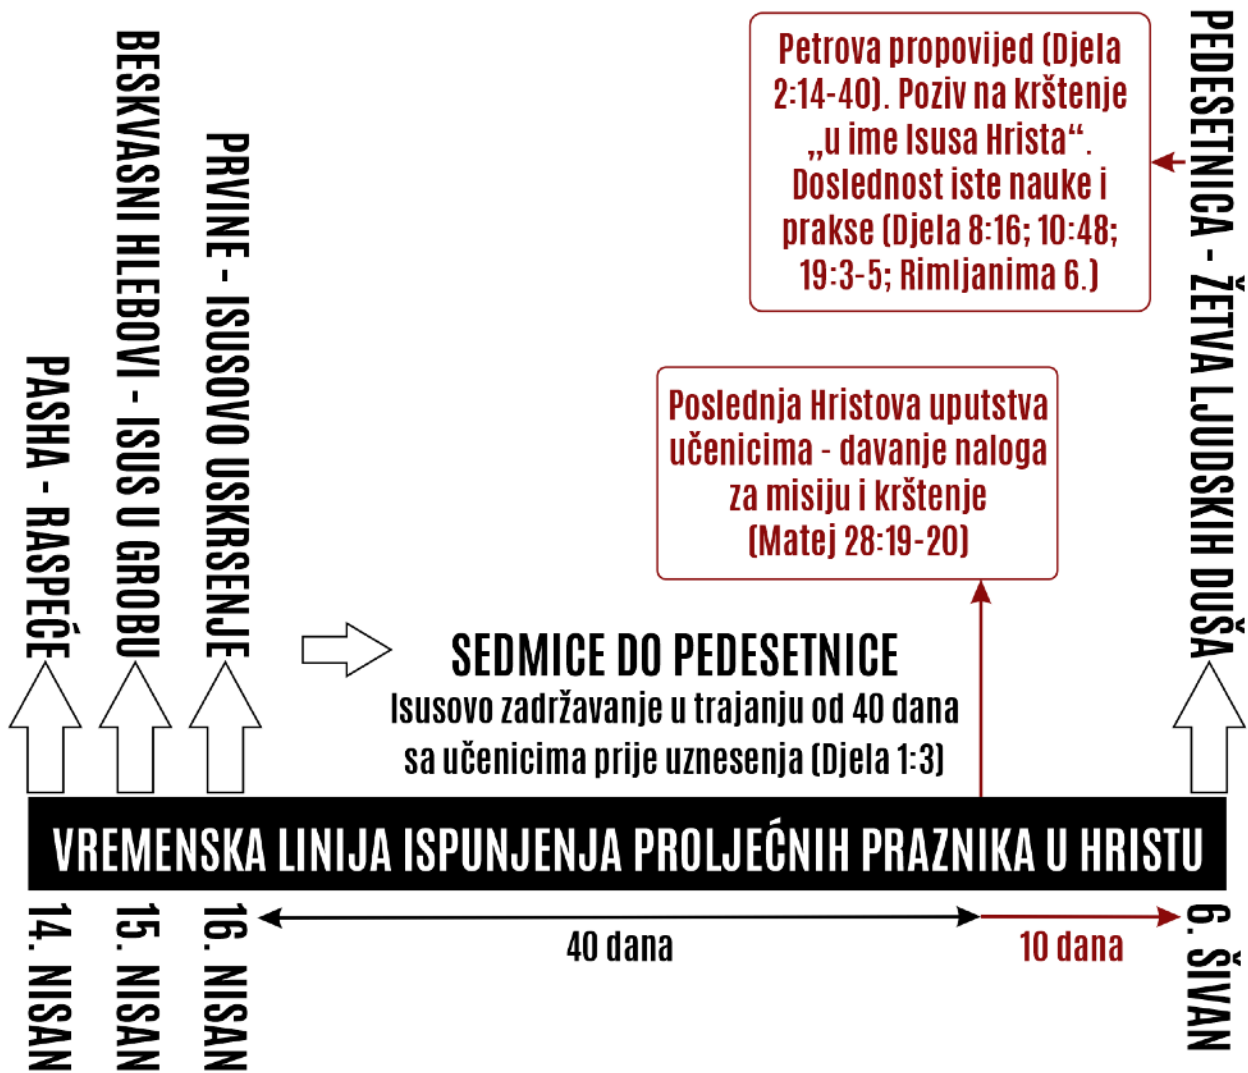 PASHA - RASPEĆE
BESKVASNI HLEBOVI - ISUS U GROBU
PRVINE - ISUSOVO USKRSENJE
Petrova propovijed (Djela
2:14-40). Poziv na krštenje
„u ime Isusa Hrista“.
Doslednost iste nauke i
prakse (Djela 8:16; 10:48;
19:3-5; Rimljanima 6.)
PEDESETNICA - ŽETVA LJUDSKIH DUŠA
Poslednja Hristova uputstva
učenicima - davanje naloga
za misiju i krštenje
(Matej 28:19-20)
SEDMICE DO PEDESETNICE
Isusovo zadržavanje u trajanju od 40 dana
sa učenicima prije uznesenja (Djela 1:3)
VREMENSKA LINIJA ISPUNJENJA PROLJEĆNIH PRAZNIKA U HRISTU
14. NISAN
15. NISAN
16. NISAN
40 dana
10 dana
6. ŠIVAN